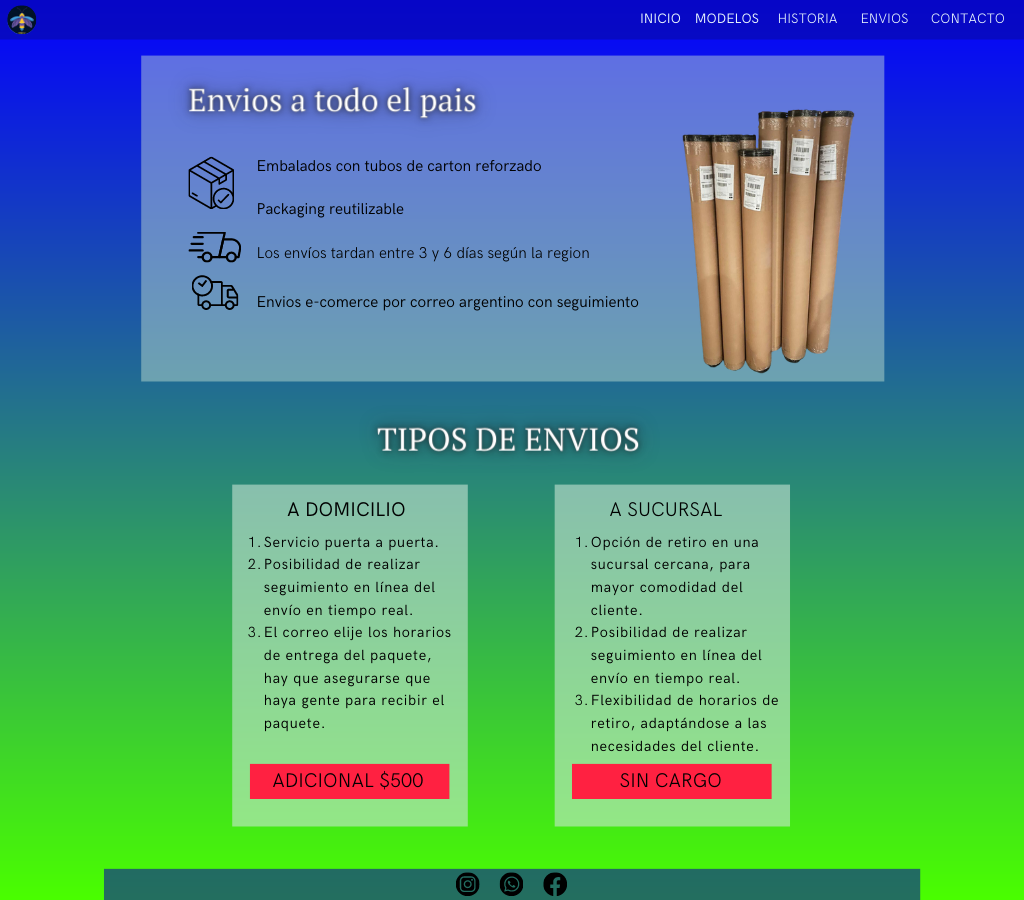 INICIO MODELOS HISTORIA ENVIOS CONTACTO
Envios a todo el pais
Embalados con tubos de carton reforzado
Packaging reutilizable
Los envíos tardan entre 3 y 6 días según la region
Envios e-comerce por correo argentino con seguimiento
TIPOS DE ENVIOS
A DOMICILIO
1. Servicio puerta a puerta.
2. Posibilidad de realizar
seguimiento en línea del
envío en tiempo real.
3. El correo elije los horarios
de entrega del paquete,
hay que asegurarse que
haya gente para recibir el
paquete.
ADICIONAL $500
A SUCURSAL
1. Opción de retiro en una
sucursal cercana, para
mayor comodidad del
cliente.
2. Posibilidad de realizar
seguimiento en línea del
envío en tiempo real.
3. Flexibilidad de horarios de
retiro, adaptándose a las
necesidades del cliente.
SIN CARGO